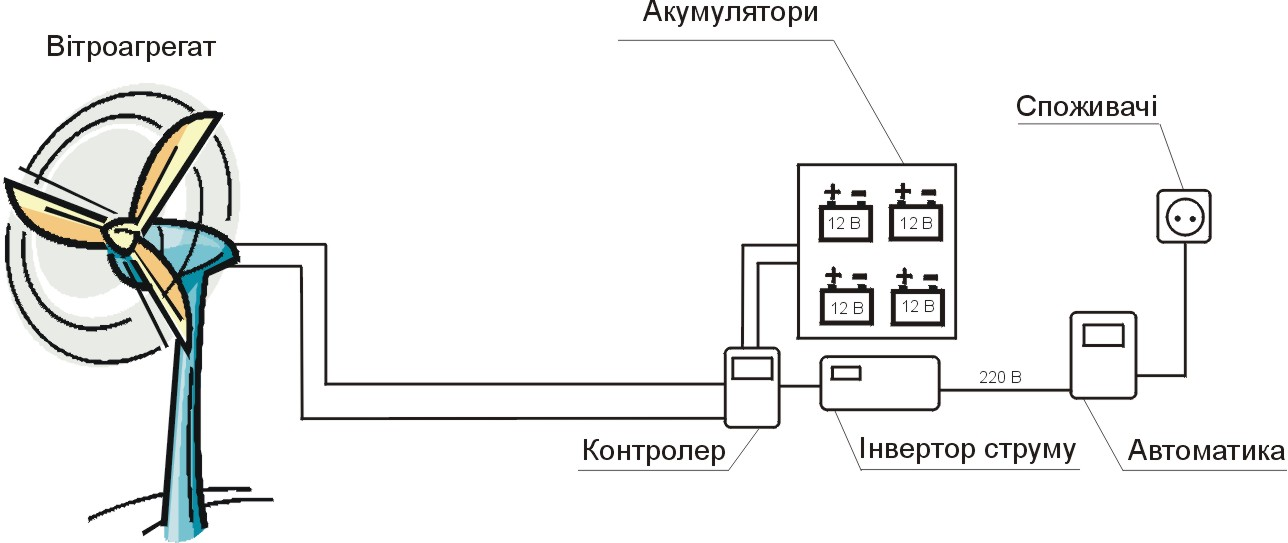 Акумулятори
Вітроагрегат
Споживачі
+ − + −
12 В 12 В
+ − + −
12 В 12 В
220 В
Контролер
Інвертор струму
Автоматика